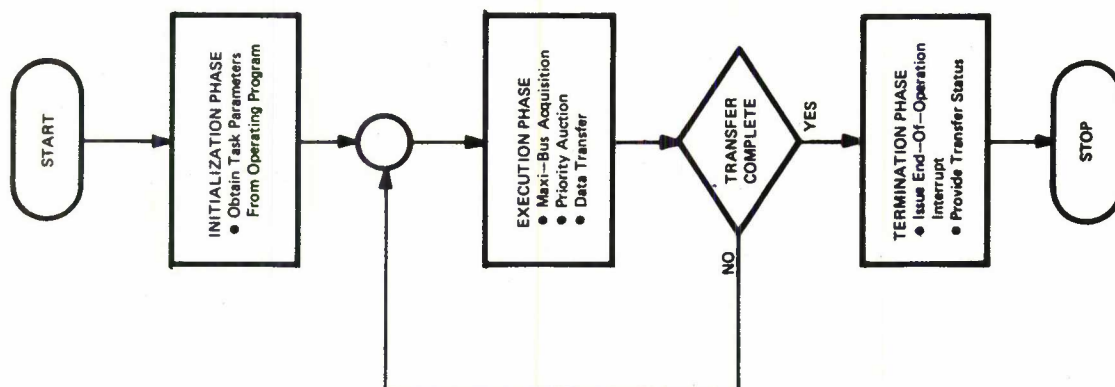 START
INITIALIZATION PHASE
● Obtain Task Parameters
From Operating Program
EXECUTION PHASE
● Maxi-Bus Acquisition
● Priority Auction
● Data Transfer
TRANSFER
COMPLETE
NO
YES
TERMINATION PHASE
● Issue End-Of-Operation
Interrupt
● Provide Transfer Status
STOP